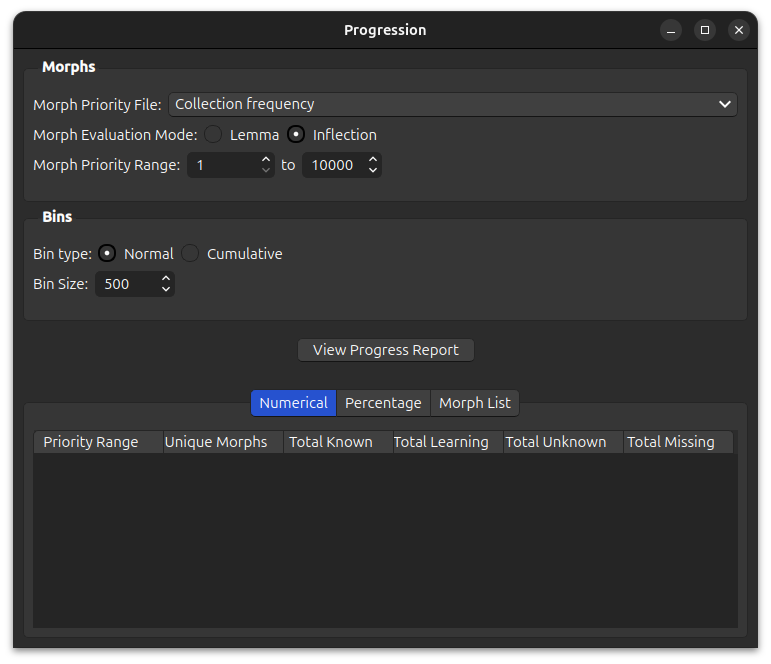 Progression
Morphs
Morph Priority File: Collection frequency
Morph Evaluation Mode: Lemma Inflection
Morph Priority Range: 1 to 10000
Bins
Bin type: Normal Cumulative
Bin Size: 500
View Progress Report
Numerical Percentage Morph List
Priority Range Unique Morphs Total Known Total Learning Total Unknown Total Missing